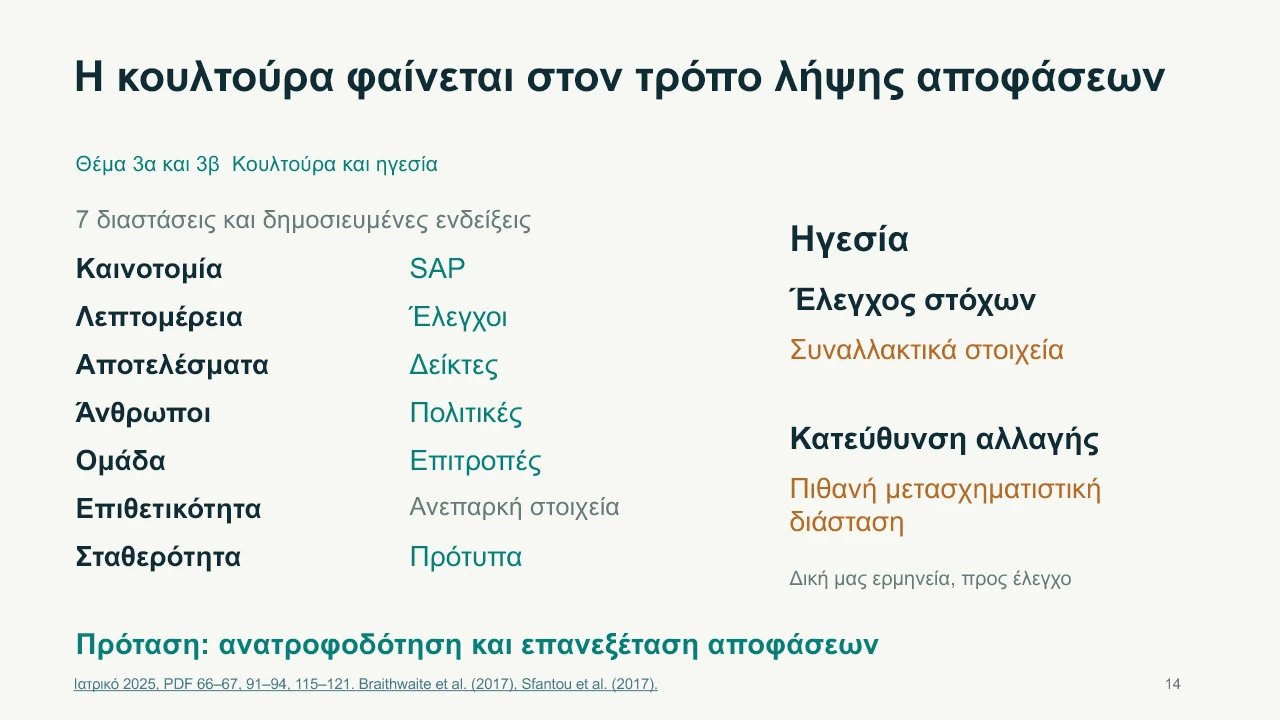 Η κουλτούρα φαίνεται στον τρόπο λήψης αποφάσεων
Θέμα 3α και 3β  Κουλτούρα και ηγεσία
7 διαστάσεις και δημοσιευμένες ενδείξεις
Καινοτομία SAP
Λεπτομέρεια Έλεγχοι
Αποτελέσματα Δείκτες
Άνθρωποι Πολιτικές
Ομάδα Επιτροπές
Επιθετικότητα Ανεπαρκή στοιχεία
Σταθερότητα Πρότυπα
Ηγεσία
Έλεγχος στόχων
Συναλλακτικά στοιχεία
Κατεύθυνση αλλαγής
Πιθανή μετασχηματιστική
διάσταση
Δική μας ερμηνεία, προς έλεγχο
Πρόταση: ανατροφοδότηση και επανεξέταση αποφάσεων
Ιατρικό 2025, PDF 66–67, 91–94, 115–121. Braithwaite et al. (2017), Sfantou et al. (2017).
14